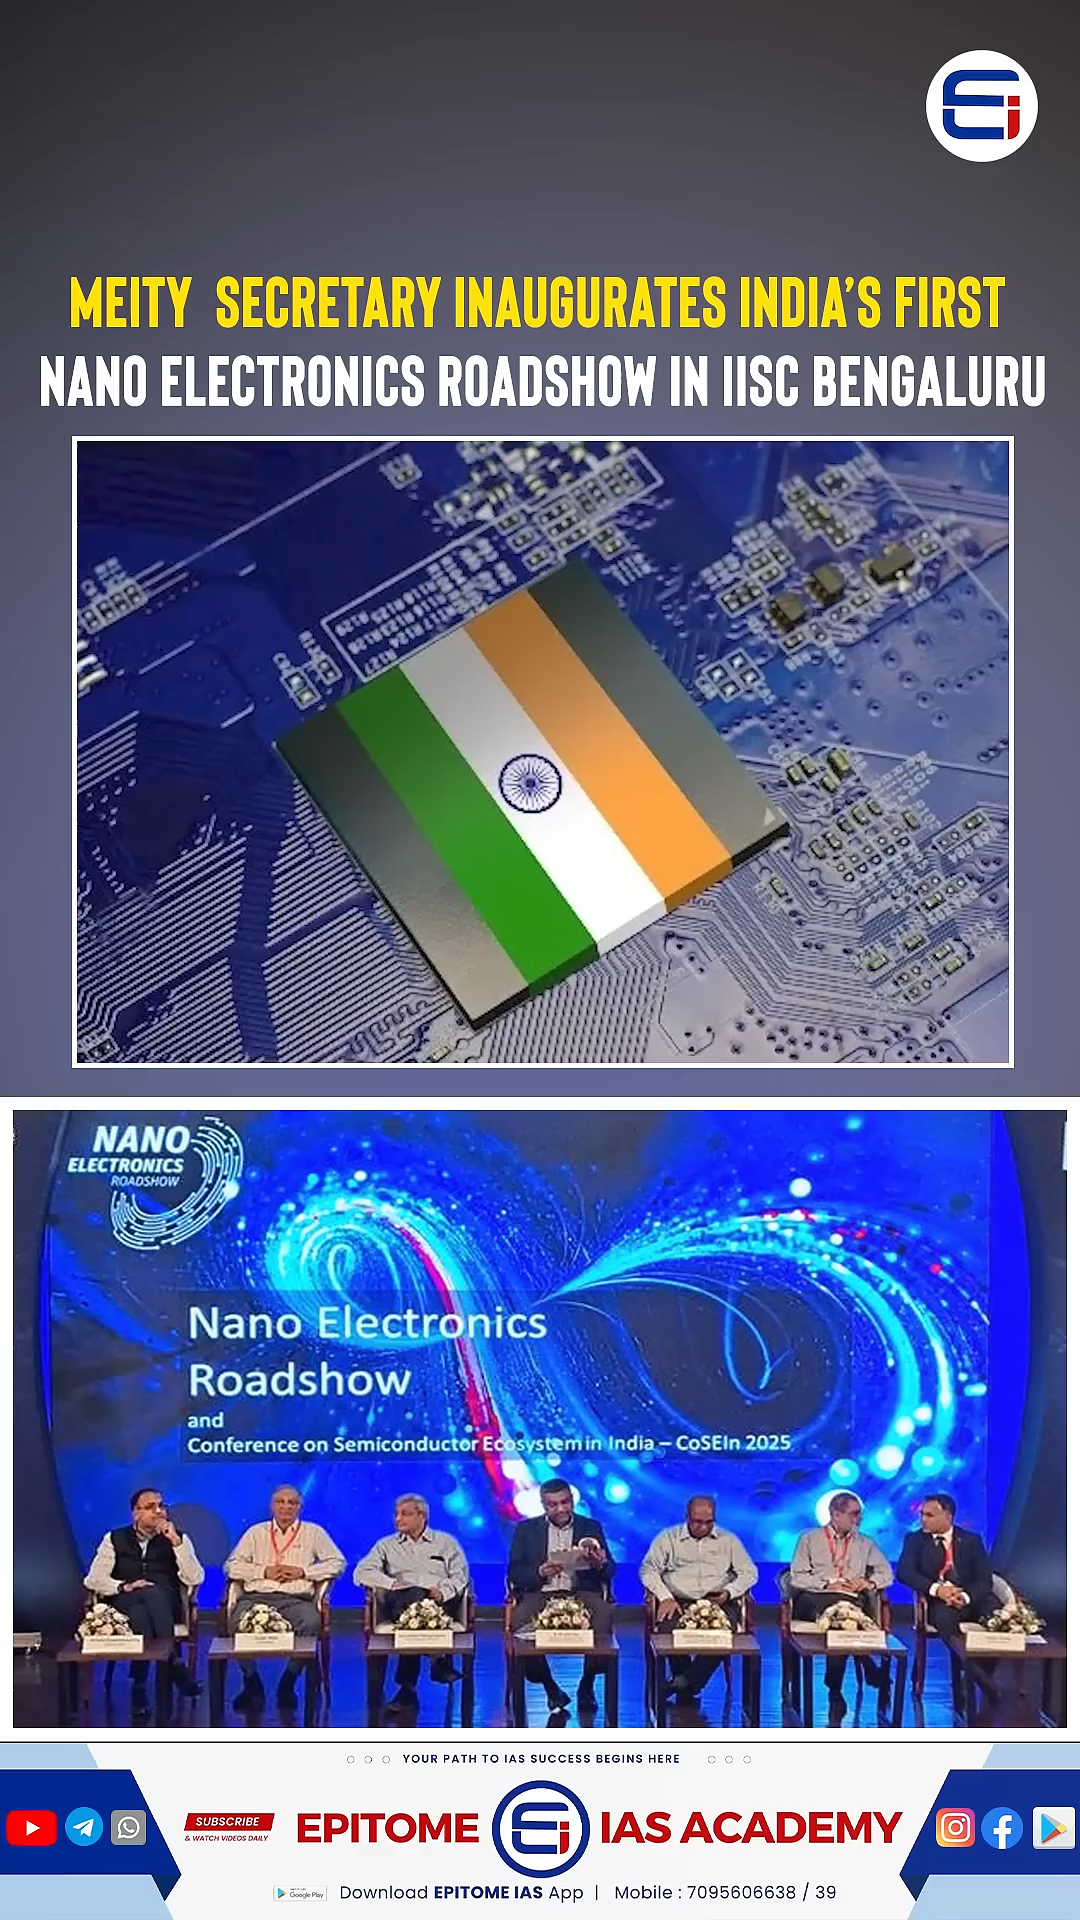 MEITY SECRETARY INAUGURATES INDIA'S FIRST
NANO ELECTRONICS ROADSHOW IN IISC BENGALURU
NANO
ELECTRONICS
ROADSHOW
Nano Electronics
Roadshow
and
Conference on Semiconductor Ecosystem in India – CoSEIn 2025
YOUR PATH TO IAS SUCCESS BEGINS HERE
SUBSCRIBE
& WATCH VIDEOS DAILY
EPITOME
IAS ACADEMY
Google Play
Download EPITOME IAS App | Mobile : 7095606638 / 39